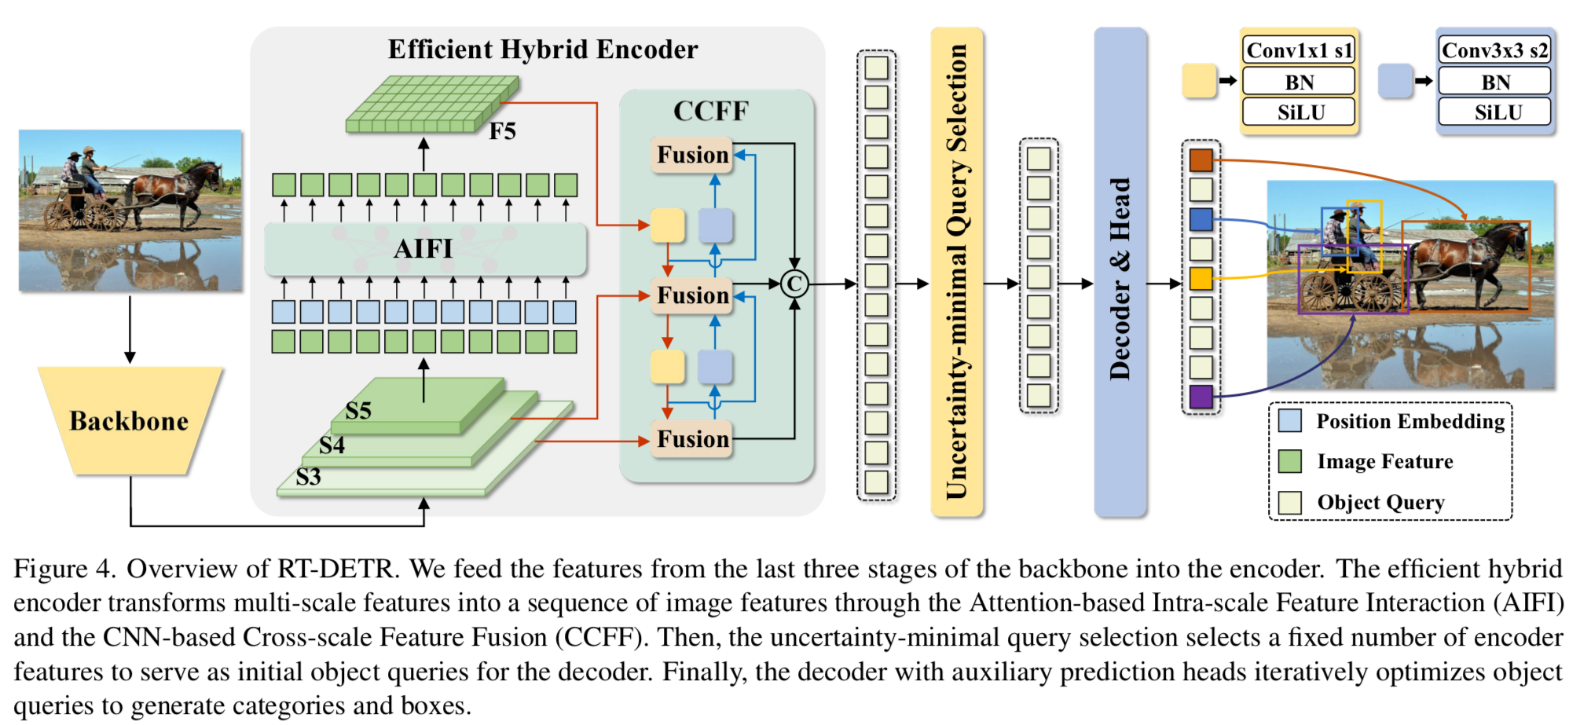 Efficient Hybrid Encoder
F5
AIFI
S5
S4
S3
Backbone
CCFF
Fusion
Fusion
Fusion
C
Uncertainty-minimal Query Selection
Decoder & Head
Conv1x1 s1
BN
SiLU
Conv3x3 s2
BN
SiLU
Position Embedding
Image Feature
Object Query
Figure 4. Overview of RT-DETR. We feed the features from the last three stages of the backbone into the encoder. The efficient hybrid
encoder transforms multi-scale features into a sequence of image features through the Attention-based Intra-scale Feature Interaction (AIFI)
and the CNN-based Cross-scale Feature Fusion (CCFF). Then, the uncertainty-minimal query selection selects a fixed number of encoder
features to serve as initial object queries for the decoder. Finally, the decoder with auxiliary prediction heads iteratively optimizes object
queries to generate categories and boxes.